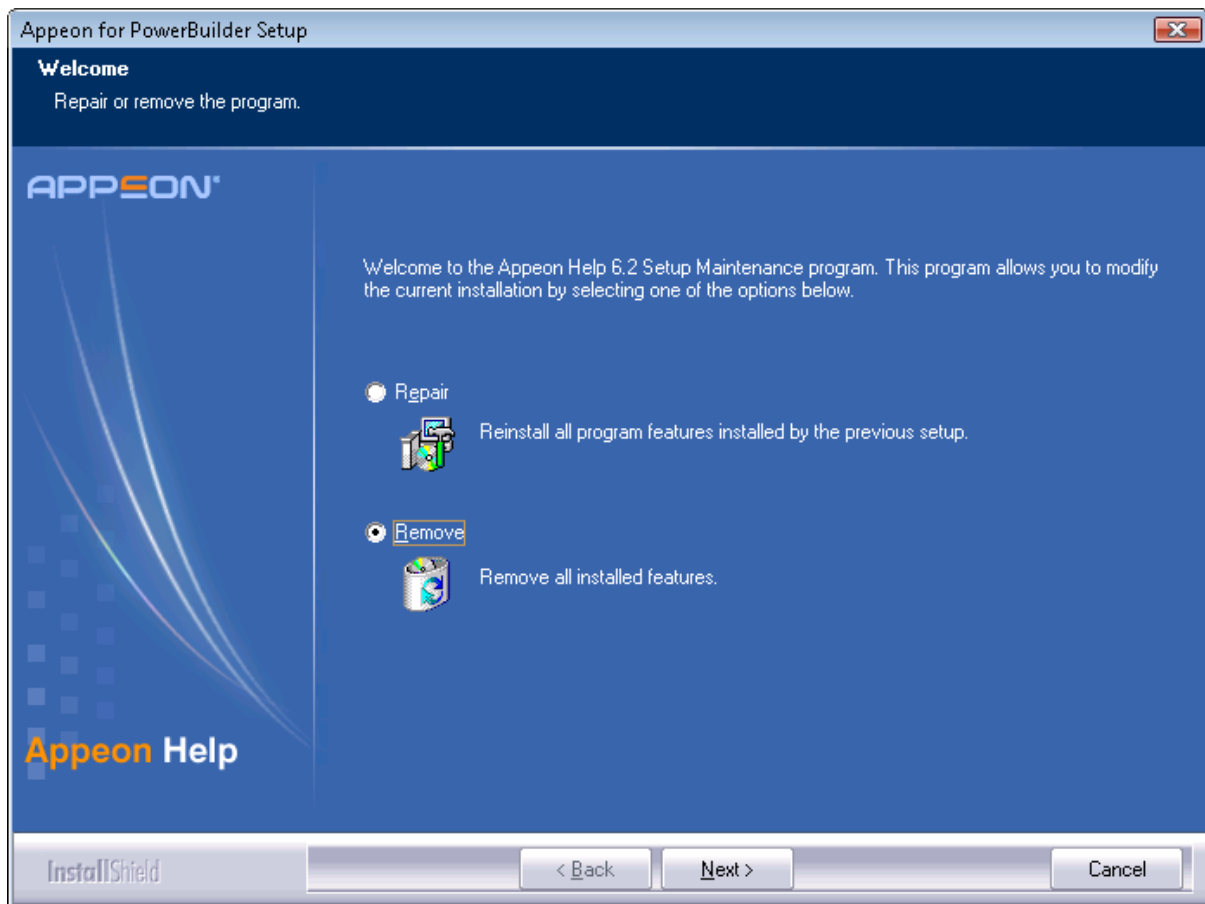 Appeon for PowerBuilder Setup
Welcome
Repair or remove the program.
APPEON
Welcome to the Appeon Help 6.2 Setup Maintenance program. This program allows you to modify
the current installation by selecting one of the options below.
Repair
Reinstall all program features installed by the previous setup.
Remove
Remove all installed features.
Appeon Help
InstallShield
< Back
Next >
Cancel